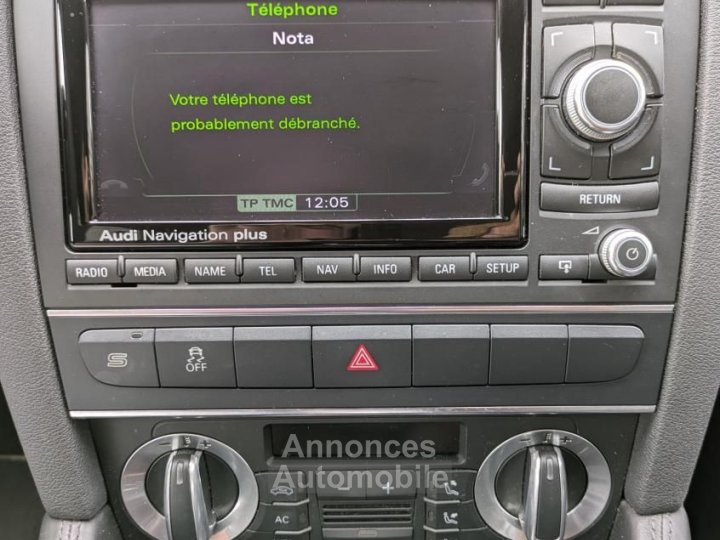 Téléphone
Nota
Votre téléphone est
probablement débranché.
TP TMC 12:05
Audi Navigation plus
RETURN
RADIO MEDIA NAME TEL NAV INFO CAR SETUP
S
OFF
Annonces
Automobile
AC